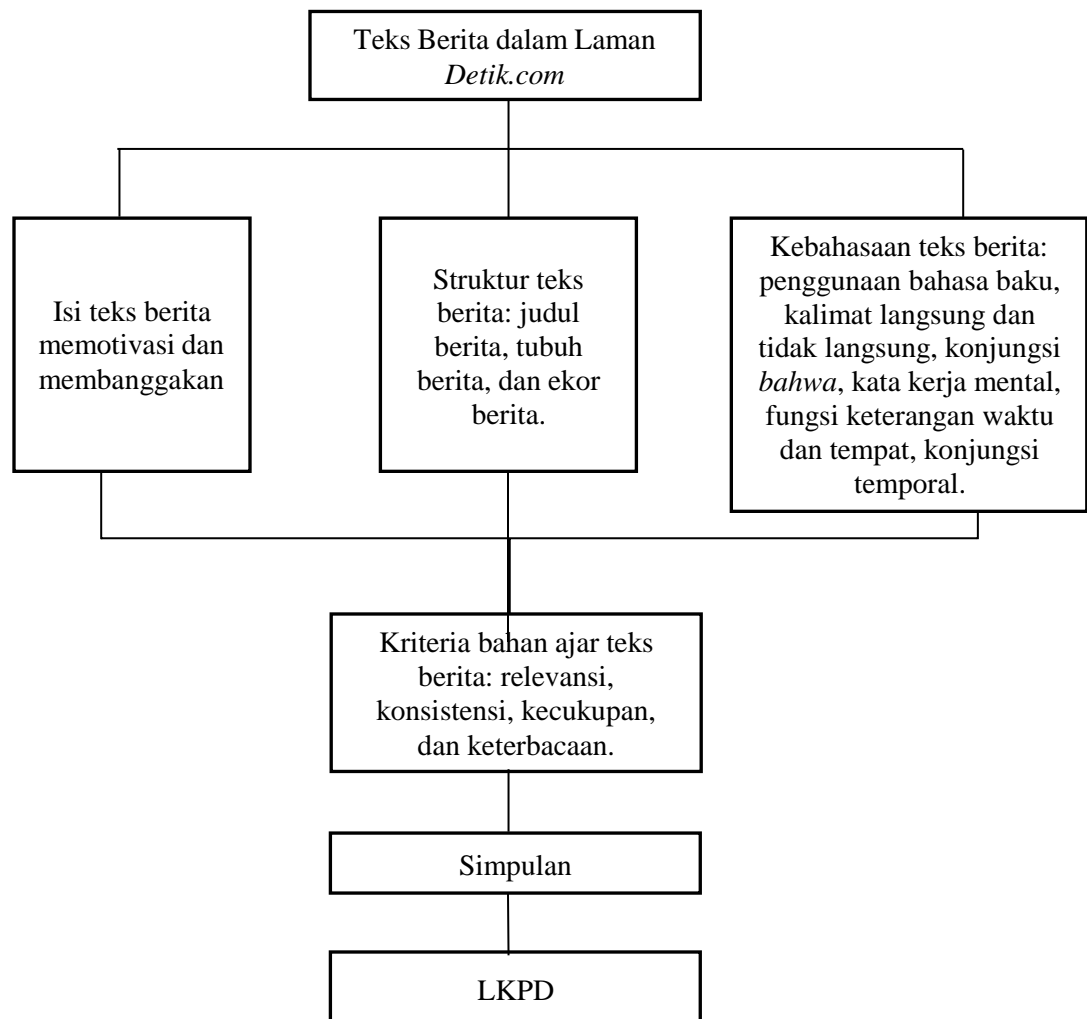 Teks Berita dalam Laman
Detik.com
Isi teks berita
memotivasi dan
membanggakan
Struktur teks
berita: judul
berita, tubuh
berita, dan ekor
berita.
Kebahasaan teks berita:
penggunaan bahasa baku,
kalimat langsung dan
tidak langsung, konjungsi
bahwa, kata kerja mental,
fungsi keterangan waktu
dan tempat, konjungsi
temporal.
Kriteria bahan ajar teks
berita: relevansi,
konsistensi, kecukupan,
dan keterbacaan.
Simpulan
LKPD